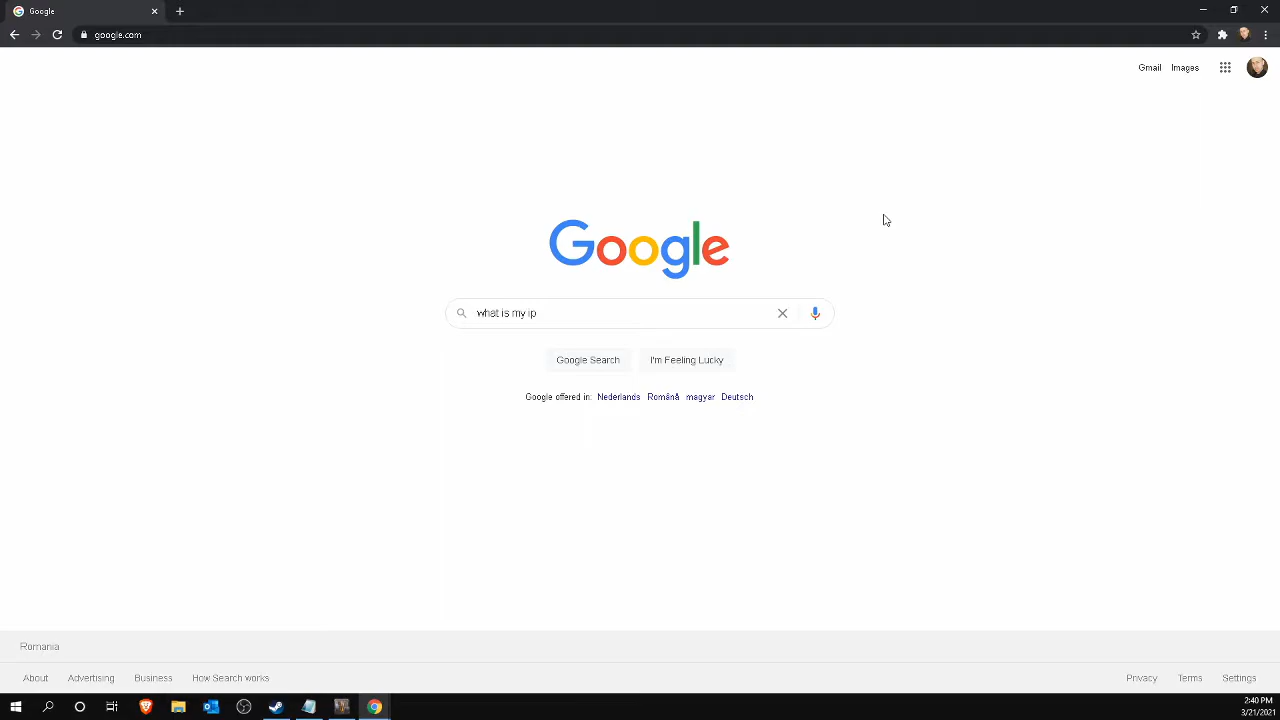 Google
google.com
Gmail Images
Google
what is my ip
Google Search I'm Feeling Lucky
Google offered in: Nederlands Română magyar Deutsch
Romania
About Advertising Business How Search works Privacy Terms Settings
2:40 PM
3/21/2021